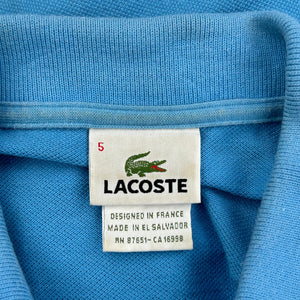 5
LACOSTE
DESIGNED IN FRANCE
MADE IN EL SALVADOR
RN 87651-CA 16998